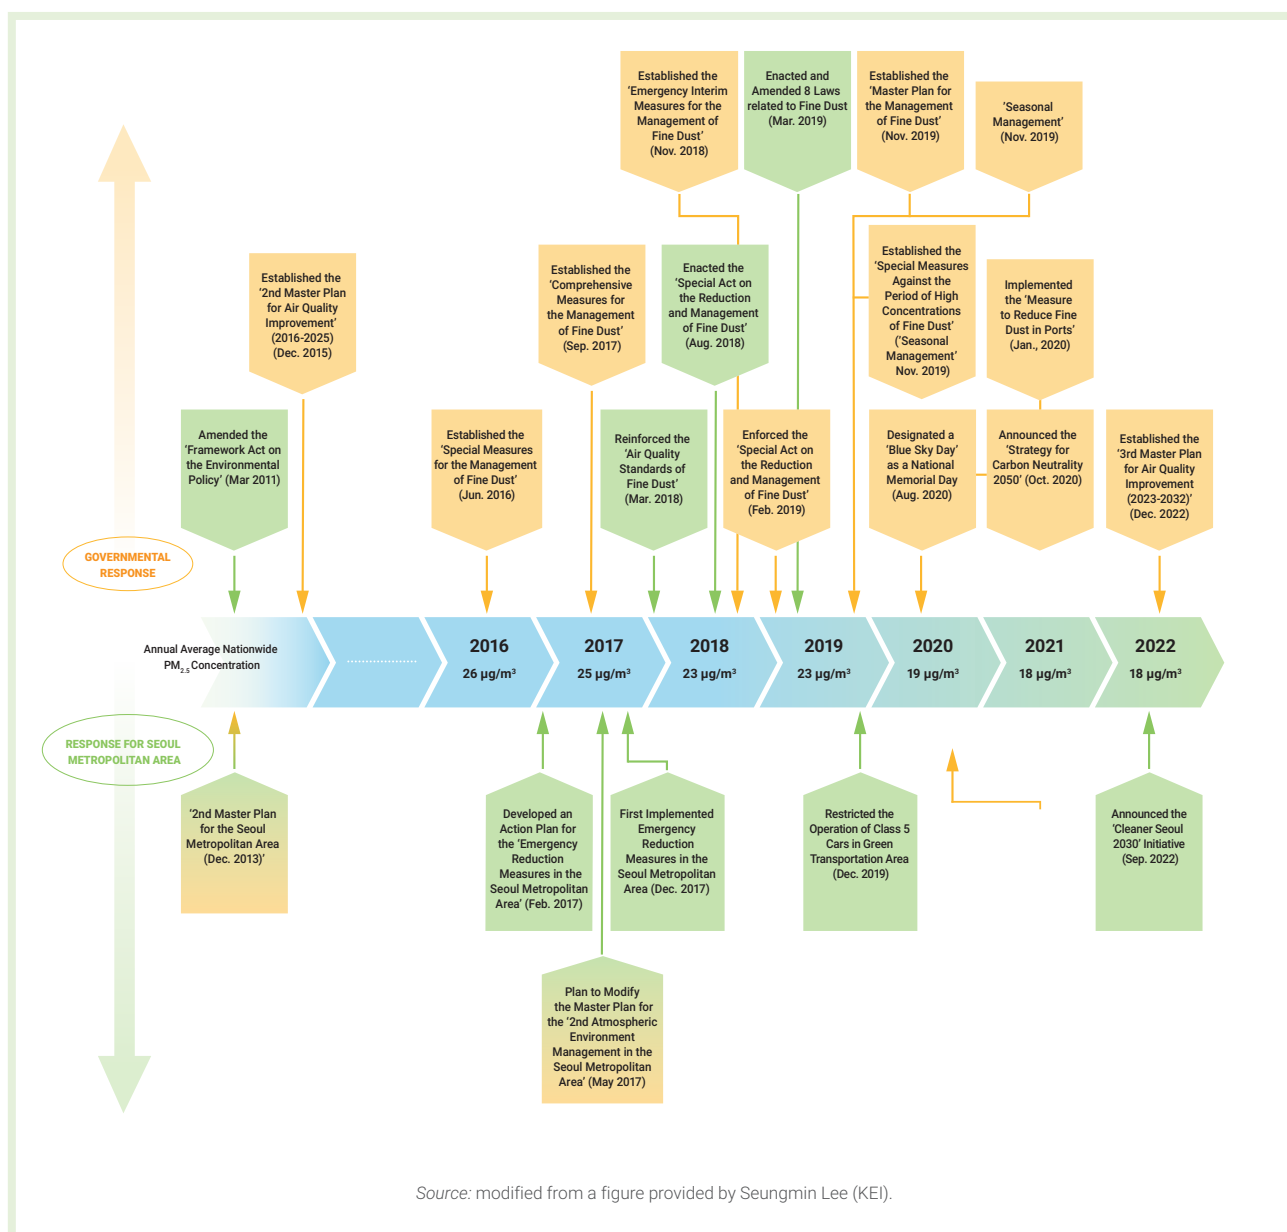 Established the
'Emergency Interim
Measures for the
Management of
Fine Dust'
(Nov. 2018)
Enacted and
Amended 8 Laws
related to Fine Dust
(Mar. 2019)
Established the
'Master Plan for
the Management
of Fine Dust'
(Nov. 2019)
'Seasonal
Management'
(Nov. 2019)
Established the
'2nd Master Plan
for Air Quality
Improvement'
(2016-2025)
(Dec. 2015)
Established the
'Comprehensive
Measures for
the Management
of Fine Dust'
(Sep. 2017)
Enacted the
'Special Act on
the Reduction
and Management
of Fine Dust'
(Aug. 2018)
Established the
'Special Measures
Against the
Period of High
Concentrations
of Fine Dust'
('Seasonal
Management'
Nov. 2019)
Implemented
the 'Measure
to Reduce Fine
Dust in Ports'
(Jan., 2020)
Amended the
'Framework Act on
the Environmental
Policy' (Mar 2011)
Established the
'Special Measures
for the Management
of Fine Dust'
(Jun. 2016)
Reinforced the
'Air Quality
Standards of
Fine Dust'
(Mar. 2018)
Enforced the
'Special Act on
the Reduction
and Management
of Fine Dust'
(Feb. 2019)
Designated a
'Blue Sky Day'
as a National
Memorial Day
(Aug. 2020)
Announced the
'Strategy for
Carbon Neutrality
2050' (Oct. 2020)
Established the
'3rd Master Plan
for Air Quality
Improvement
(2023-2032)'
(Dec. 2022)
GOVERNMENTAL
RESPONSE
Annual Average Nationwide
PM2.5 Concentration
....................
2016
26 µg/m³
2017
25 µg/m³
2018
23 µg/m³
2019
23 µg/m³
2020
19 µg/m³
2021
18 µg/m³
2022
18 µg/m³
RESPONSE FOR SEOUL
METROPOLITAN AREA
'2nd Master Plan
for the Seoul
Metropolitan Area
(Dec. 2013)'
Developed an
Action Plan for
the 'Emergency
Reduction
Measures in the
Seoul Metropolitan
Area' (Feb. 2017)
First Implemented
Emergency
Reduction
Measures in the
Seoul Metropolitan
Area (Dec. 2017)
Restricted the
Operation of Class 5
Cars in Green
Transportation Area
(Dec. 2019)
Announced the
'Cleaner Seoul
2030' Initiative
(Sep. 2022)
Plan to Modify
the Master Plan for
the '2nd Atmospheric
Environment
Management in the
Seoul Metropolitan
Area' (May 2017)
Source: modified from a figure provided by Seungmin Lee (KEI).